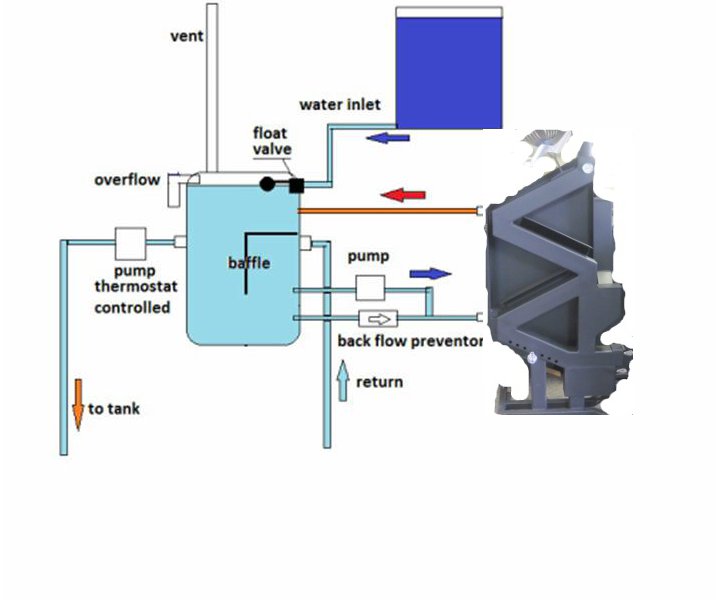 vent
water inlet
float
valve
overflow
baffle
pump
pump
thermostat
controlled
back flow preventor
return
to tank